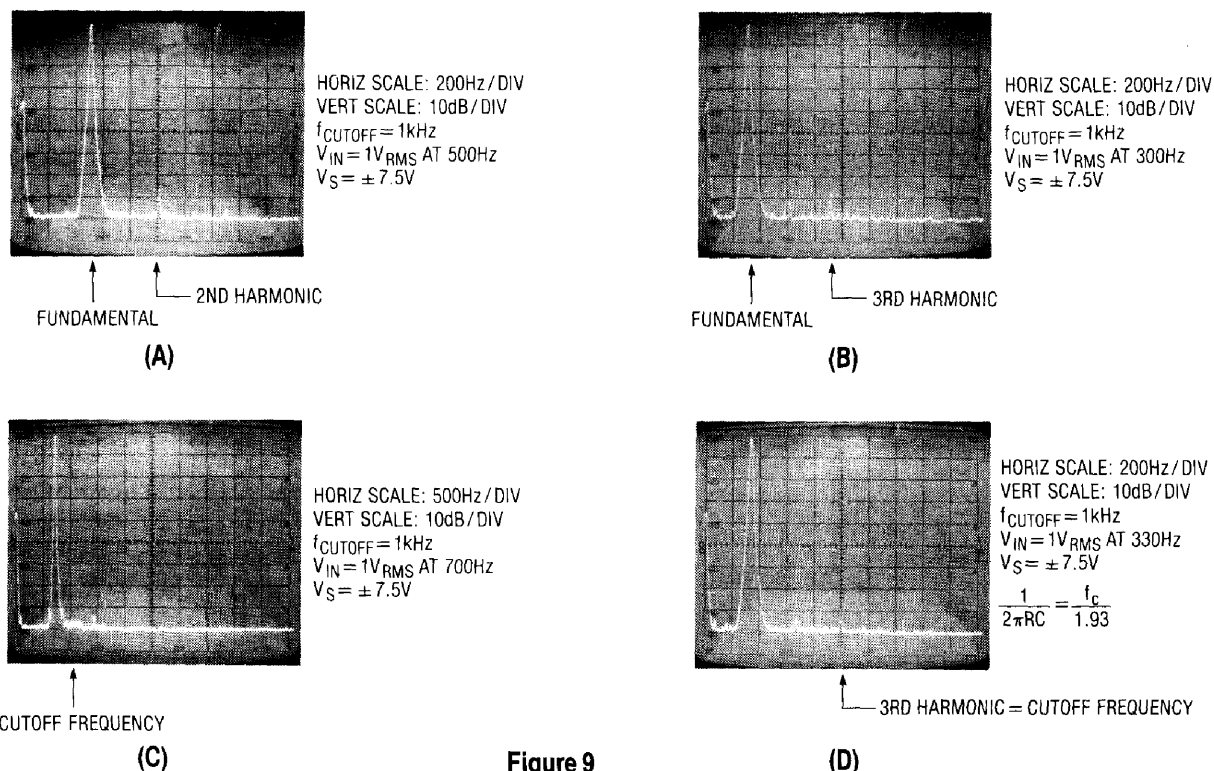 HORIZ SCALE: 200Hz/DIV
VERT SCALE: 10dB/DIV
fCUTOFF = 1kHz
VIN = 1VRMS AT 500Hz
VS = ± 7.5V
2ND HARMONIC
FUNDAMENTAL
(A)
HORIZ SCALE: 200Hz/DIV
VERT SCALE: 10dB/DIV
fCUTOFF = 1kHz
VIN = 1VRMS AT 300Hz
VS = ± 7.5V
3RD HARMONIC
FUNDAMENTAL
(B)
HORIZ SCALE: 500Hz/DIV
VERT SCALE: 10dB/DIV
fCUTOFF = 1kHz
VIN = 1VRMS AT 700Hz
VS = ± 7.5V
CUTOFF FREQUENCY
(C)
HORIZ SCALE: 200Hz/DIV
VERT SCALE: 10dB/DIV
fCUTOFF = 1kHz
VIN = 1VRMS AT 330Hz
VS = ± 7.5V
1/2πRC = fc/1.93
3RD HARMONIC = CUTOFF FREQUENCY
(D)
Figure 9